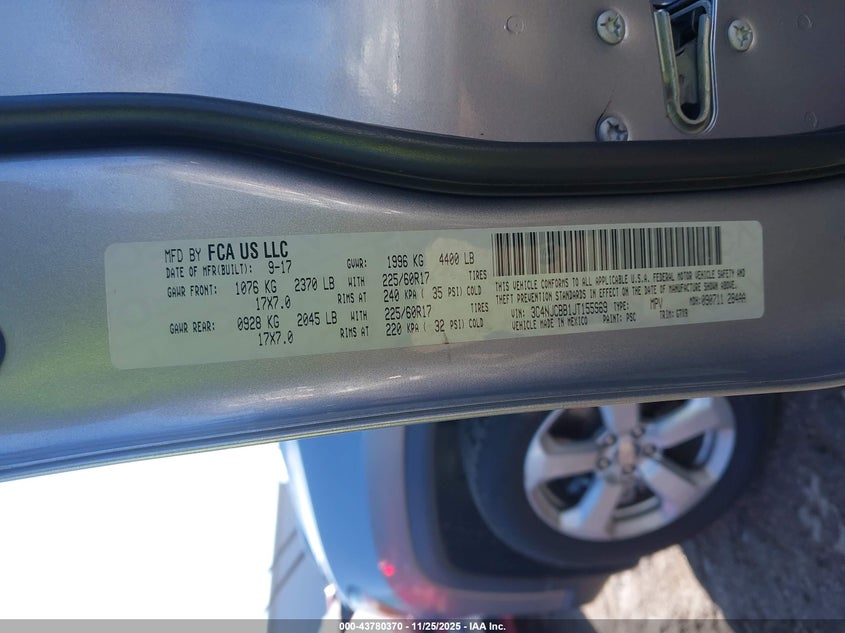 MFD BY FCA US LLC
DATE OF MFR(BUILT): 9-17 GVWR: 1996 KG 4400 LB
GAWR FRONT: 1076 KG 2370 LB WITH 225/60R17 TIRES
17X7.0 RIMS AT 240 KPA ( 35 PSI) COLD
GAWR REAR: 0928 KG 2045 LB WITH 225/60R17 TIRES
17X7.0 RIMS AT 220 KPA ( 32 PSI) COLD
THIS VEHICLE CONFORMS TO ALL APPLICABLE U.S.A. FEDERAL MOTOR VEHICLE SAFETY AND
THEFT PREVENTION STANDARDS IN EFFECT ON THE DATE OF MANUFACTURE SHOWN ABOVE.
VIN: 3C4NJCBB1JT155569 TYPE: MPV MDH: 090711 284AA
MADE IN MEXICO PAINT: PSC TRIM: G7X9
000-43780370 - 11/25/2025 - IAA Inc.